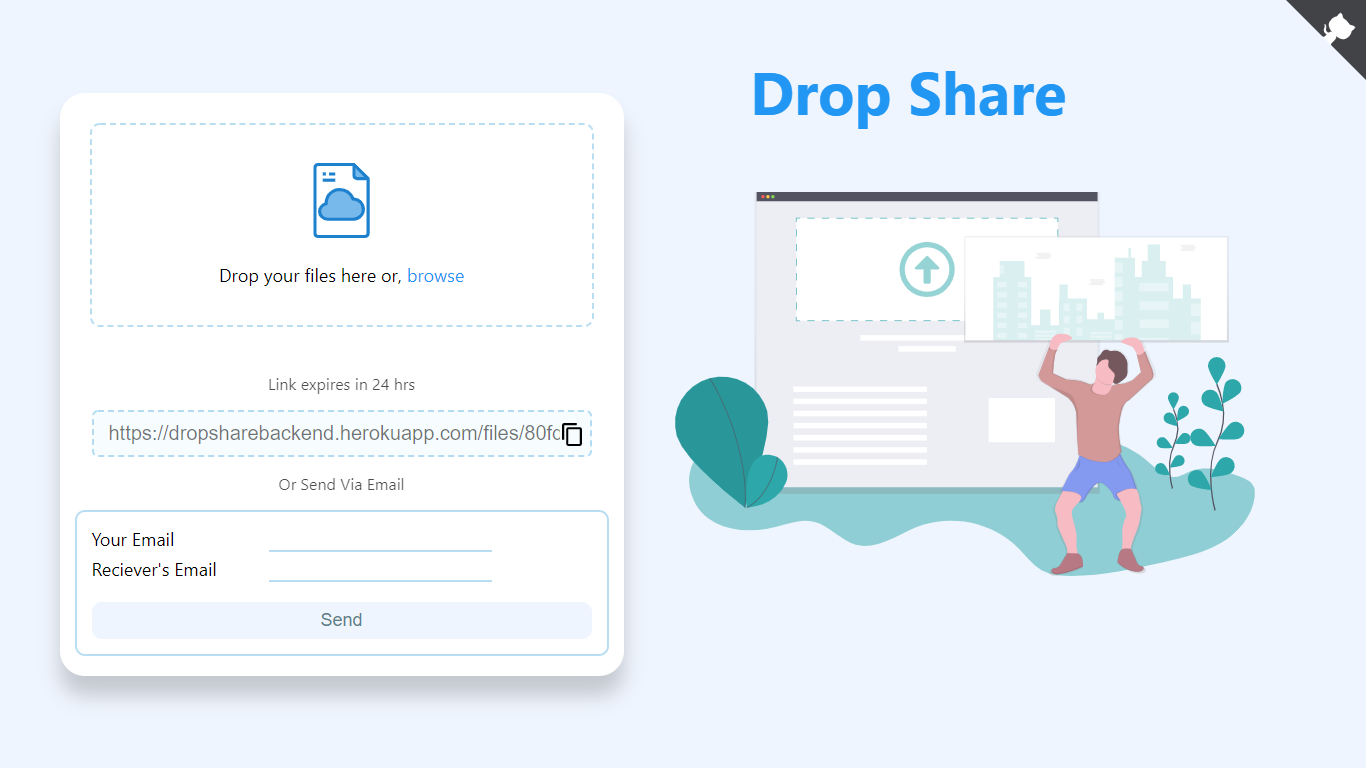 Drop Share
Drop your files here or, browse
Link expires in 24 hrs
https://dropsharebackend.herokuapp.com/files/80fc
Or Send Via Email
Your Email
Reciever's Email
Send